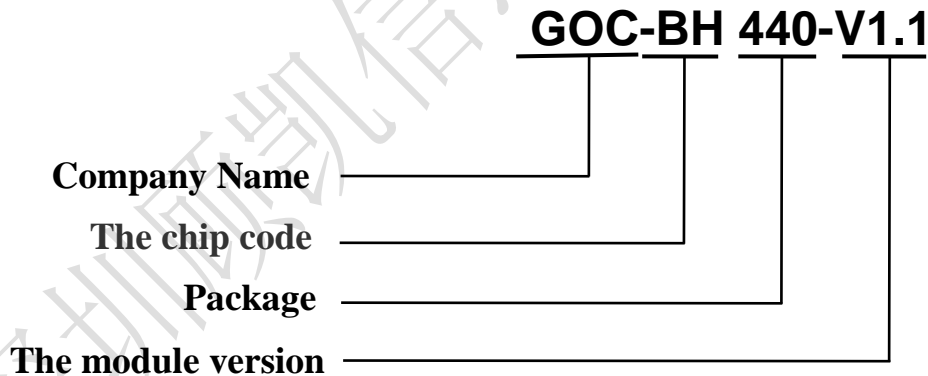 GOC-BH 440-V1.1
Company Name
The chip code
Package
The module version